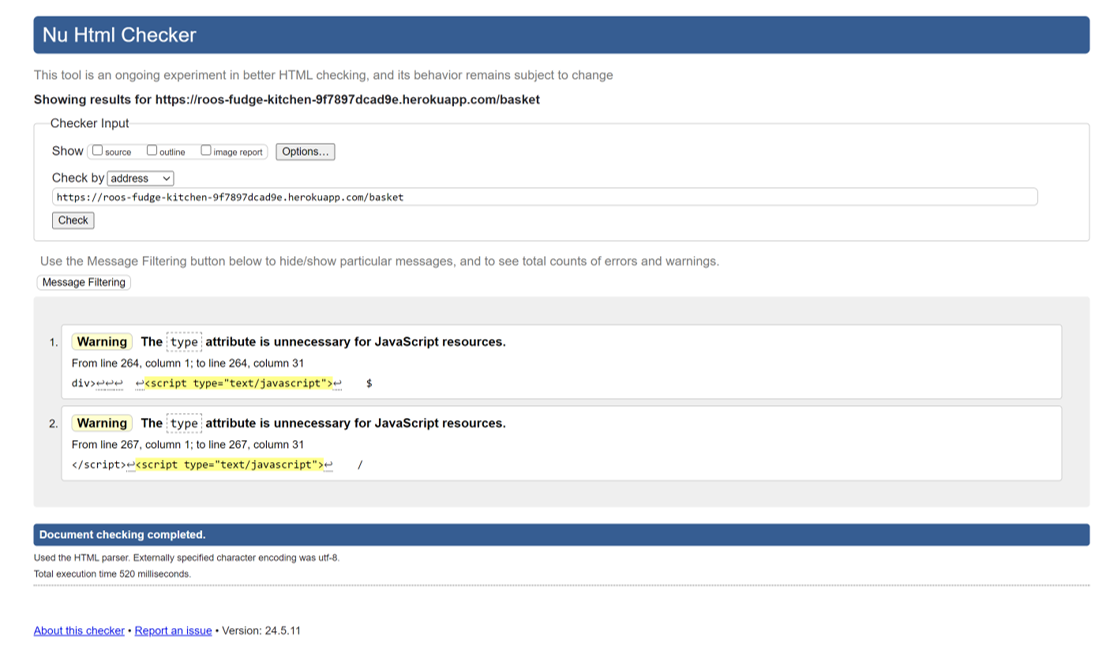 Nu Html Checker
This tool is an ongoing experiment in better HTML checking, and its behavior remains subject to change
Showing results for https://roos-fudge-kitchen-9f7897dcad9e.herokuapp.com/basket
Checker Input
Show source outline image report Options...
Check by address
https://roos-fudge-kitchen-9f7897dcad9e.herokuapp.com/basket
Check
Use the Message Filtering button below to hide/show particular messages, and to see total counts of errors and warnings.
Message Filtering
1. Warning The type attribute is unnecessary for JavaScript resources.
From line 264, column 1; to line 264, column 31
div>↩↩↩ ↩<script type="text/javascript">↩ $
2. Warning The type attribute is unnecessary for JavaScript resources.
From line 267, column 1; to line 267, column 31
</script>↩<script type="text/javascript">↩ /
Document checking completed.
Used the HTML parser. Externally specified character encoding was utf-8.
Total execution time 520 milliseconds.
About this checker • Report an issue • Version: 24.5.11